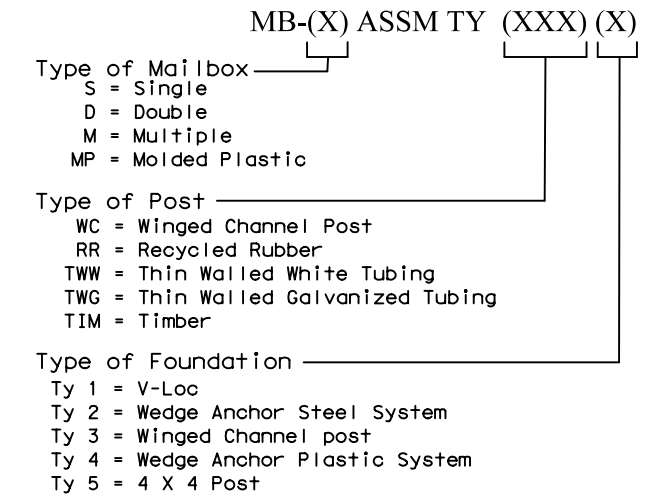 MB-(X) ASSM TY (XXX) (X)
Type of Mailbox
S = Single
D = Double
M = Multiple
MP = Molded Plastic
Type of Post
WC = Winged Channel Post
RR = Recycled Rubber
TWW = Thin Walled White Tubing
TWG = Thin Walled Galvanized Tubing
TIM = Timber
Type of Foundation
Ty 1 = V-Loc
Ty 2 = Wedge Anchor Steel System
Ty 3 = Winged Channel post
Ty 4 = Wedge Anchor Plastic System
Ty 5 = 4 X 4 Post